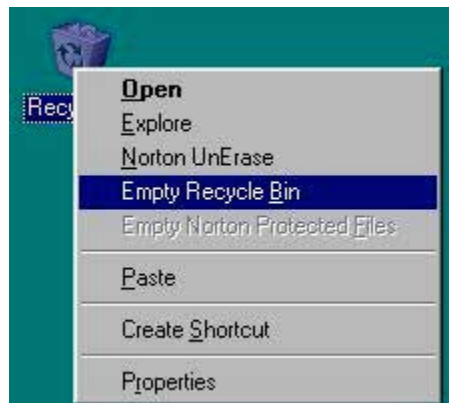 Recy
Open
Explore
Norton UnErase
Empty Recycle Bin
Empty Norton Protected Files
Paste
Create Shortcut
Properties